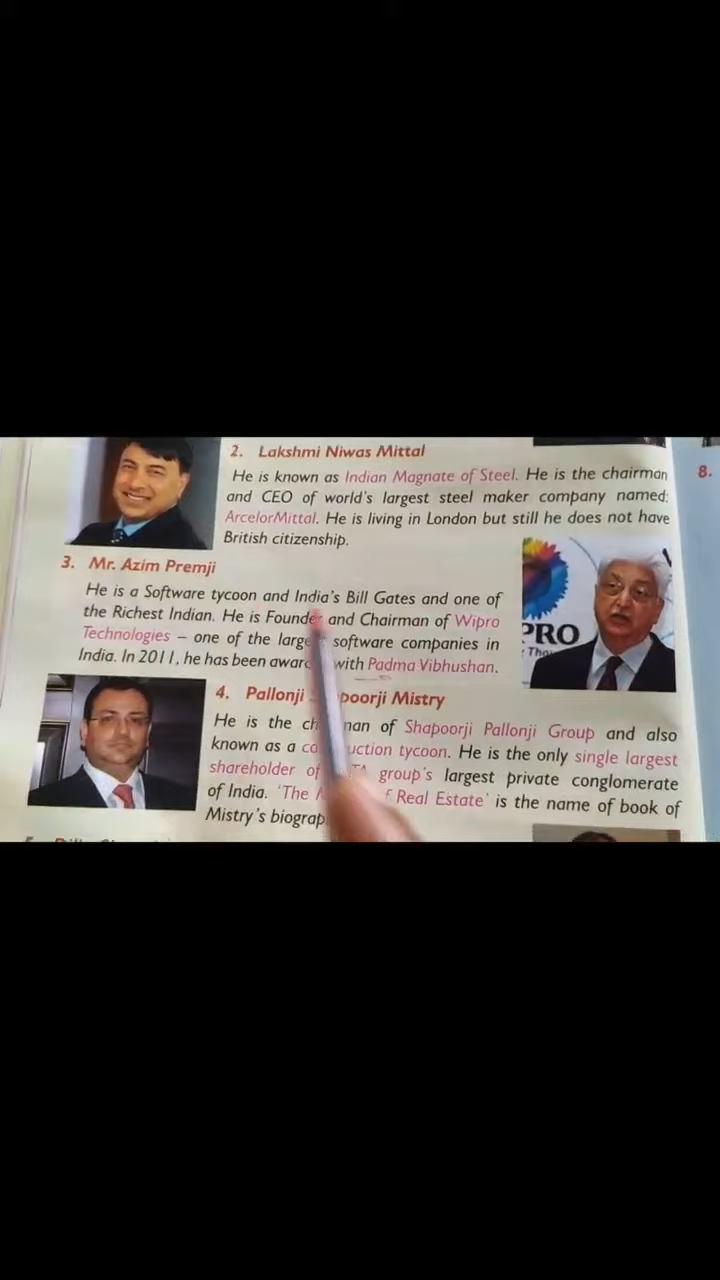 2. Lakshmi Niwas Mittal
He is known as Indian Magnate of Steel. He is the chairman
and CEO of world's largest steel maker company named:
ArcelorMittal. He is living in London but still he does not have
British citizenship.
8.
3. Mr. Azim Premji
He is a Software tycoon and India's Bill Gates and one of
the Richest Indian. He is Founder and Chairman of Wipro
Technologies – one of the large software companies in
India. In 2011, he has been awar with Padma Vibhushan.
PRO
4. Pallonji poorji Mistry
He is the ch man of Shapoorji Pallonji Group and also
known as a co uction tycoon. He is the only single largest
shareholder of TA group's largest private conglomerate
of India. 'The of Real Estate' is the name of book of
Mistry's biograp